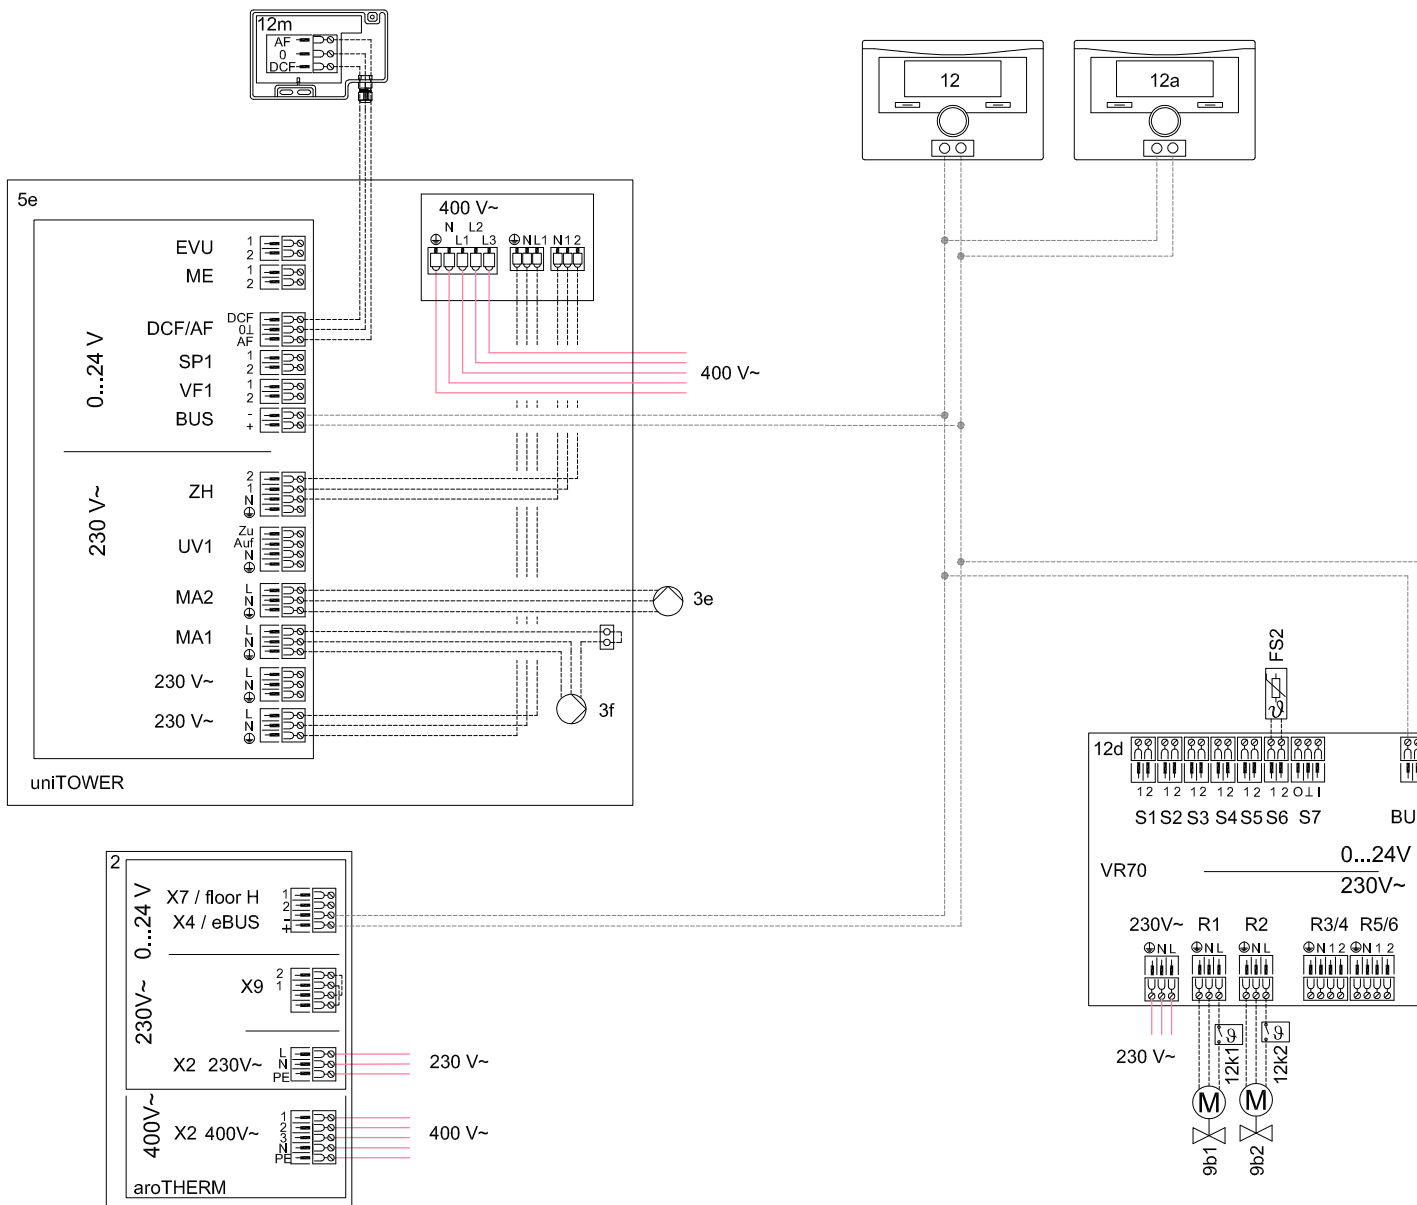 12m
AF
0
DCF
12
12a
5e
400 V~
N L2
L1 L3
N L1
N 1 2
EVU 1
2
ME 1
2
DCF/AF DCF
0⊥
AF
SP1 1
2
VF1 1
2
BUS -
+
0...24 V
400 V~
230 V~
ZH 2
1
N
UV1 Zu
Auf
N
MA2 L
N
3e
MA1 L
N
230 V~ L
N
3f
230 V~ L
N
uniTOWER
FS2
12d
1 2 1 2 1 2 1 2 1 2 1 2 O ⊥ I
S1 S2 S3 S4 S5 S6 S7 BU
0...24V
VR70
230V~
230V~ R1 R2 R3/4 R5/6
N L N L N L N 1 2 N 1 2
230 V~
12k1
12k2
M
M
9b1
9b2
2
0...24 V
X7 / floor H 1
2
X4 / eBUS -
+
230V~
X9 2
1
X2 230V~ L
N
PE
230 V~
400V~
X2 400V~ 1
2
3
N
PE
400 V~
aroTHERM